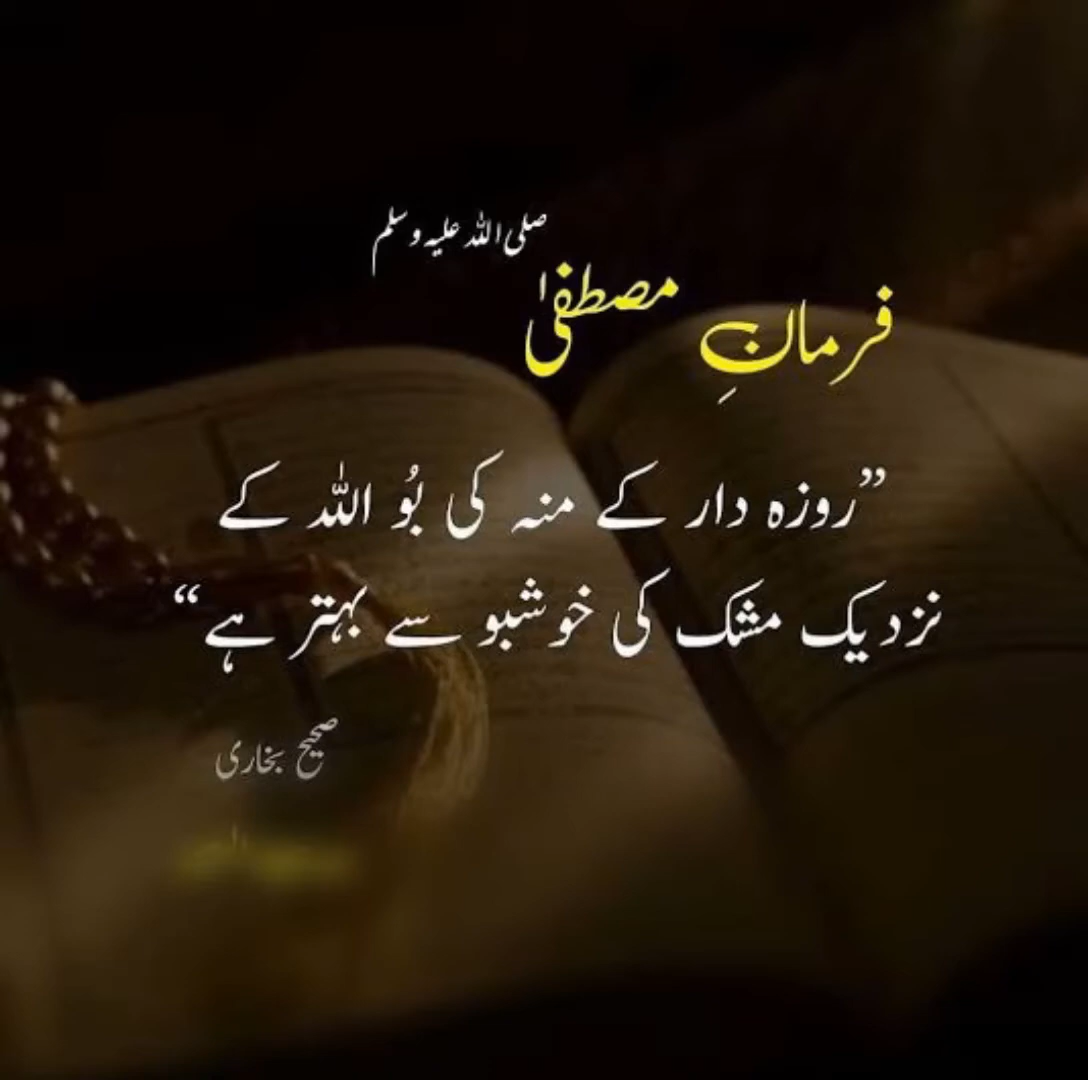 صلی اللہ علیہ وسلم
فرمانِ مصطفیٰ
”روزہ دار کے منہ کی بُو اللہ کے
نزدیک مشک کی خوشبو سے بہتر ہے“
صحیح بخاری